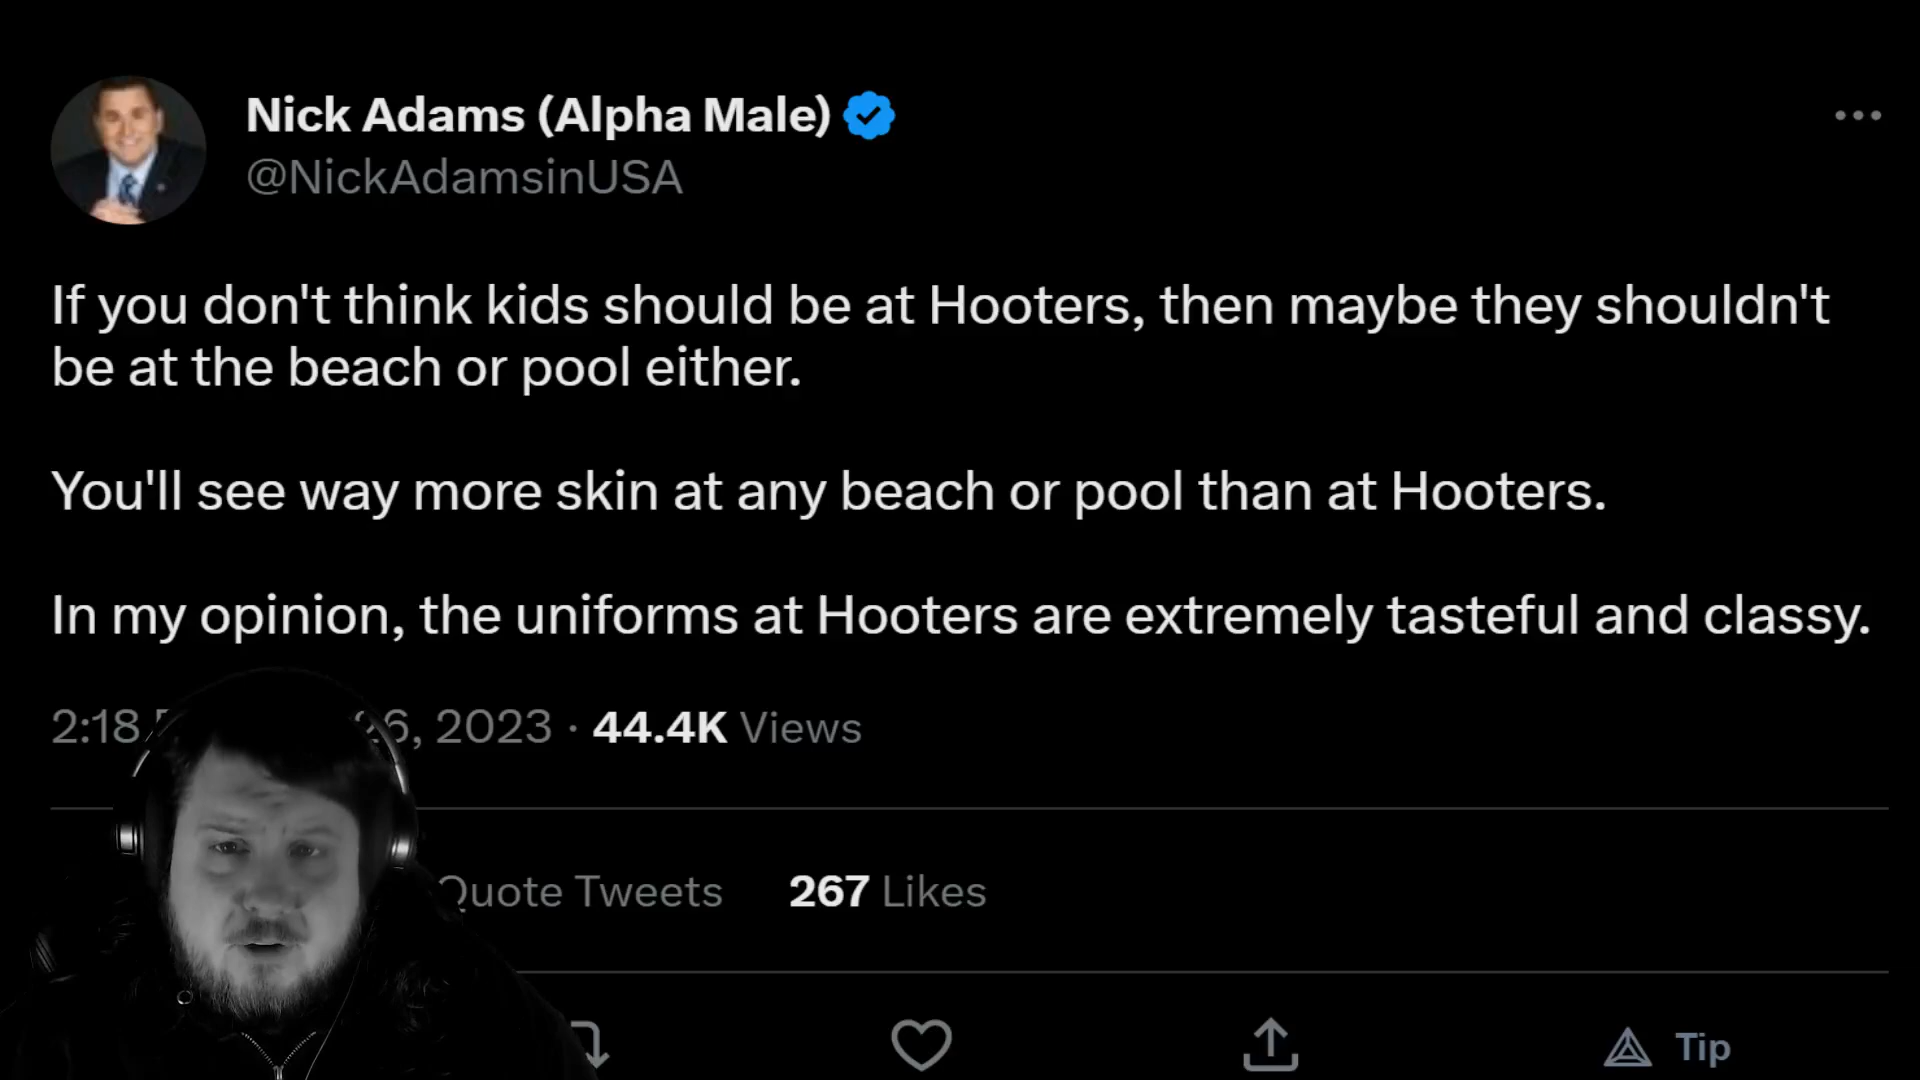 Nick Adams (Alpha Male)
@NickAdamsinUSA
If you don't think kids should be at Hooters, then maybe they shouldn't
be at the beach or pool either.
You'll see way more skin at any beach or pool than at Hooters.
In my opinion, the uniforms at Hooters are extremely tasteful and classy.
2:18 26, 2023 · 44.4K Views
Quote Tweets 267 Likes
Tip